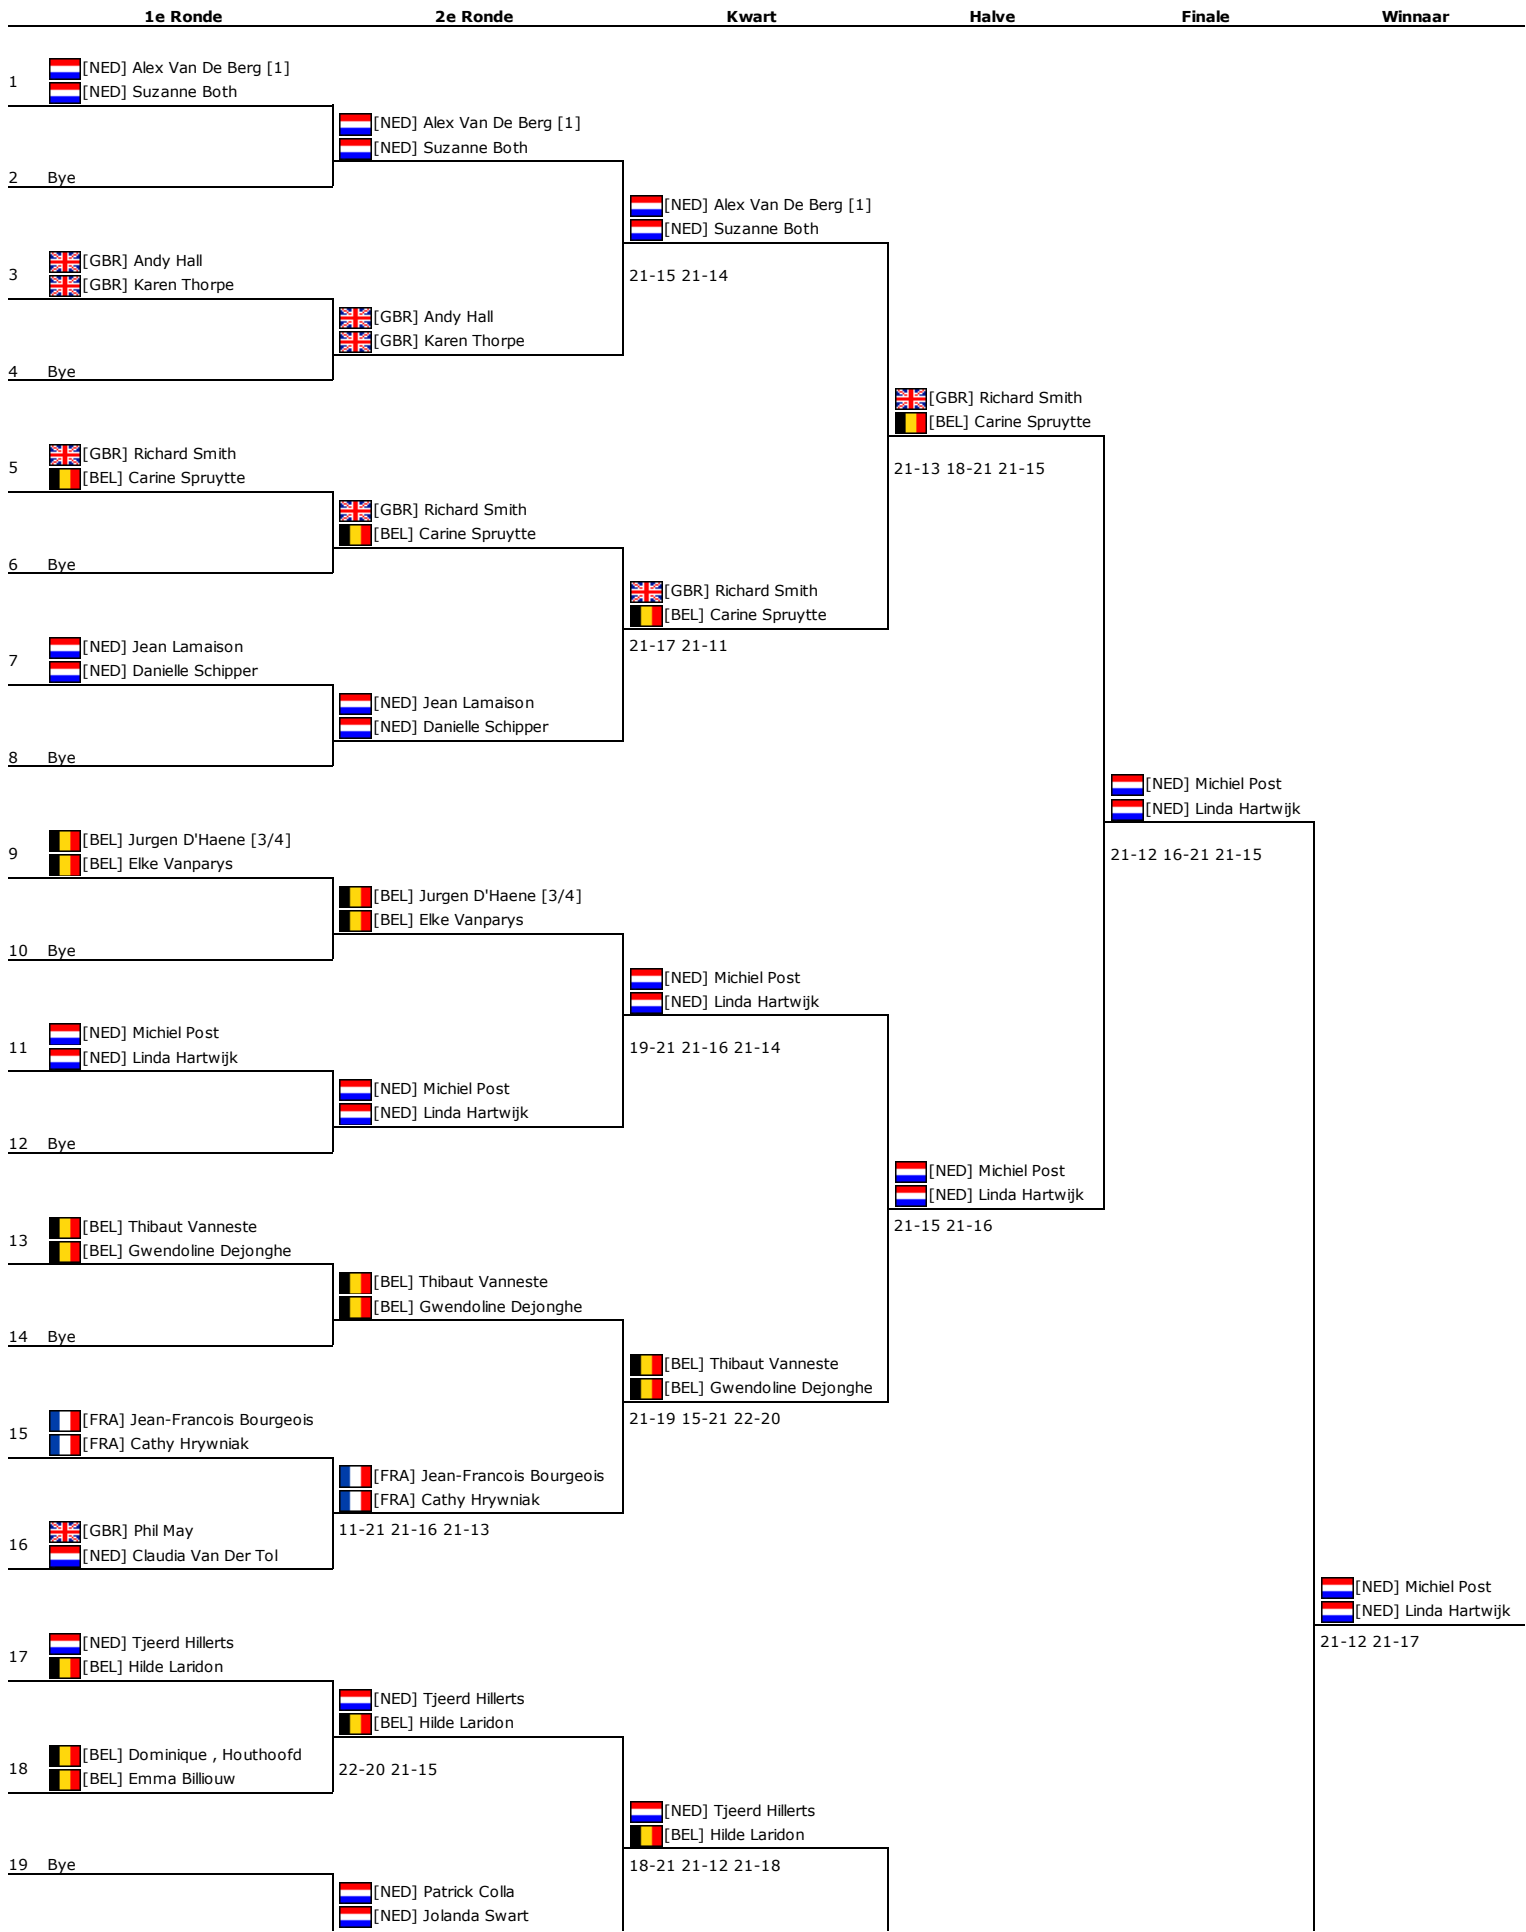 1e Ronde 2e Ronde Kwart Halve Finale Winnaar
1
[NED] Alex Van De Berg [1]
[NED] Suzanne Both
[NED] Alex Van De Berg [1]
[NED] Suzanne Both
2 Bye
[NED] Alex Van De Berg [1]
[NED] Suzanne Both
3
[GBR] Andy Hall
[GBR] Karen Thorpe
21-15 21-14
[GBR] Andy Hall
[GBR] Karen Thorpe
4 Bye
[GBR] Richard Smith
[BEL] Carine Spruytte
5
[GBR] Richard Smith
[BEL] Carine Spruytte
21-13 18-21 21-15
[GBR] Richard Smith
[BEL] Carine Spruytte
6 Bye
[GBR] Richard Smith
[BEL] Carine Spruytte
7
[NED] Jean Lamaison
[NED] Danielle Schipper
21-17 21-11
[NED] Jean Lamaison
[NED] Danielle Schipper
8 Bye
[NED] Michiel Post
[NED] Linda Hartwijk
9
[BEL] Jurgen D'Haene [3/4]
[BEL] Elke Vanparys
21-12 16-21 21-15
[BEL] Jurgen D'Haene [3/4]
[BEL] Elke Vanparys
10 Bye
[NED] Michiel Post
[NED] Linda Hartwijk
11
[NED] Michiel Post
[NED] Linda Hartwijk
19-21 21-16 21-14
[NED] Michiel Post
[NED] Linda Hartwijk
12 Bye
[NED] Michiel Post
[NED] Linda Hartwijk
13
[BEL] Thibaut Vanneste
[BEL] Gwendoline Dejonghe
21-15 21-16
[BEL] Thibaut Vanneste
[BEL] Gwendoline Dejonghe
14 Bye
[BEL] Thibaut Vanneste
[BEL] Gwendoline Dejonghe
15
[FRA] Jean-Francois Bourgeois
[FRA] Cathy Hrywniak
21-19 15-21 22-20
[FRA] Jean-Francois Bourgeois
[FRA] Cathy Hrywniak
16
[GBR] Phil May
[NED] Claudia Van Der Tol
11-21 21-16 21-13
[NED] Michiel Post
[NED] Linda Hartwijk
17
[NED] Tjeerd Hillerts
[BEL] Hilde Laridon
21-12 21-17
[NED] Tjeerd Hillerts
[BEL] Hilde Laridon
18
[BEL] Dominique , Houthoofd
[BEL] Emma Billiouw
22-20 21-15
[NED] Tjeerd Hillerts
[BEL] Hilde Laridon
19 Bye
18-21 21-12 21-18
[NED] Patrick Colla
[NED] Jolanda Swart